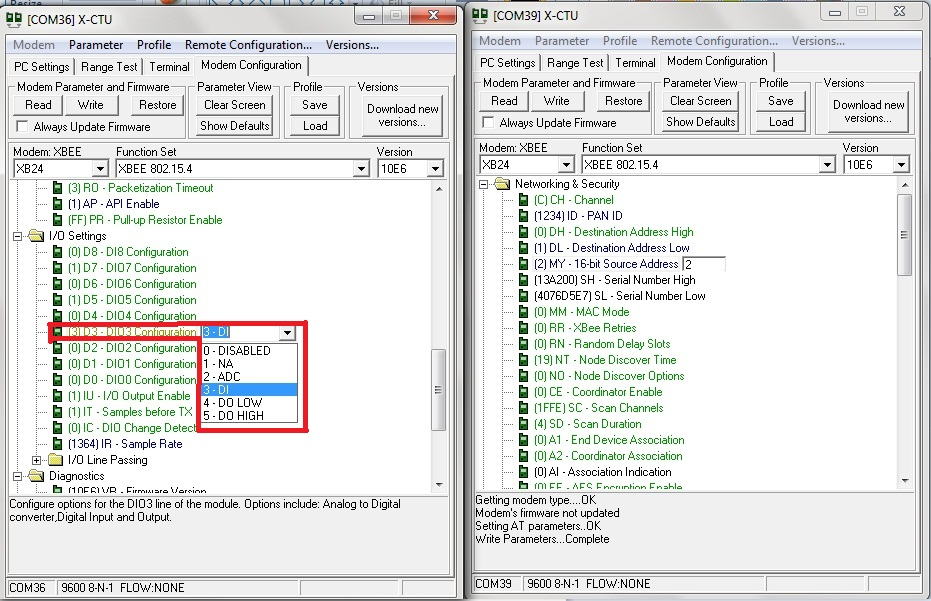 [COM36] X-CTU
Modem Parameter Profile Remote Configuration... Versions...
PC Settings Range Test Terminal Modem Configuration
Modem Parameter and Firmware Parameter View Profile Versions
Read Write Restore Clear Screen Save Download new versions...
Always Update Firmware Show Defaults Load
Modem: XBEE Function Set Version
XB24 XBEE 802.15.4 10E6
(3) RO - Packetization Timeout
(1) AP - API Enable
(FF) PR - Pull-up Resistor Enable
I/O Settings
(0) D8 - DI8 Configuration
(1) D7 - DIO7 Configuration
(0) D6 - DIO6 Configuration
(1) D5 - DIO5 Configuration
(0) D4 - DIO4 Configuration
(3) D3 - DIO3 Configuration 3 - DI
0 - DISABLED
1 - NA
2 - ADC
3 - DI
4 - DO LOW
5 - DO HIGH
(0) D2 - DIO2 Configuration
(0) D1 - DIO1 Configuration
(0) D0 - DIO0 Configuration
(1) IU - I/O Output Enable
(1) IT - Samples before TX
(0) IC - DIO Change Detect
(1364) IR - Sample Rate
I/O Line Passing
Diagnostics
(10E6) VR - Firmware Version
Configure options for the DIO3 line of the module. Options include: Analog to Digital
converter,Digital Input and Output.
COM36 9600 8-N-1 FLOW:NONE
[COM39] X-CTU
Modem Parameter Profile Remote Configuration... Versions...
PC Settings Range Test Terminal Modem Configuration
Modem Parameter and Firmware Parameter View Profile Versions
Read Write Restore Clear Screen Save Download new versions...
Always Update Firmware Show Defaults Load
Modem: XBEE Function Set Version
XB24 XBEE 802.15.4 10E6
Networking & Security
(C) CH - Channel
(1234) ID - PAN ID
(0) DH - Destination Address High
(1) DL - Destination Address Low
(2) MY - 16-bit Source Address 2
(13A200) SH - Serial Number High
(4076D5E7) SL - Serial Number Low
(0) MM - MAC Mode
(0) RR - XBee Retries
(0) RN - Random Delay Slots
(19) NT - Node Discover Time
(0) NO - Node Discover Options
(0) CE - Coordinator Enable
(1FFE) SC - Scan Channels
(4) SD - Scan Duration
(0) A1 - End Device Association
(0) A2 - Coordinator Association
(0) AI - Association Indication
(0) EE - AES Encryption Enable
Getting modem type....OK
Modem's firmware not updated
Setting AT parameters..OK
Write Parameters...Complete
COM39 9600 8-N-1 FLOW:NONE